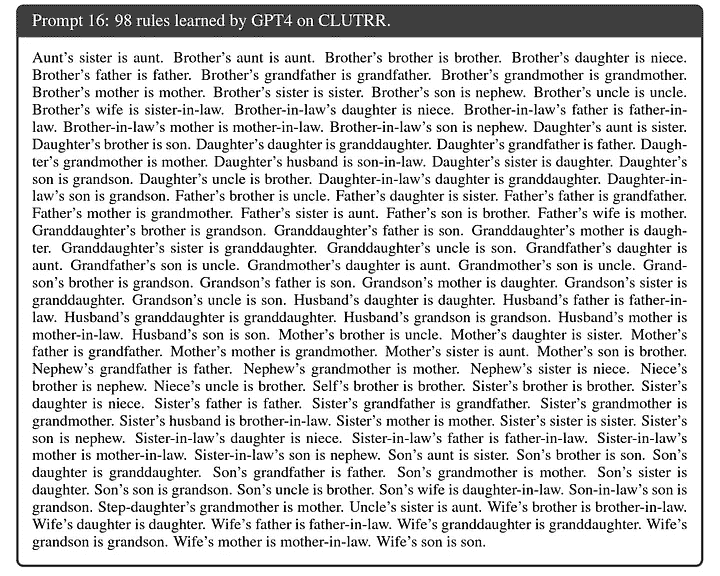 Prompt 16: 98 rules learned by GPT4 on CLUTRR.
Aunt's sister is aunt. Brother's aunt is aunt. Brother's brother is brother. Brother's daughter is niece.
Brother's father is father. Brother's grandfather is grandfather. Brother's grandmother is grandmother.
Brother's mother is mother. Brother's sister is sister. Brother's son is nephew. Brother's uncle is uncle.
Brother's wife is sister-in-law. Brother-in-law's daughter is niece. Brother-in-law's father is father-in-
law. Brother-in-law's mother is mother-in-law. Brother-in-law's son is nephew. Daughter's aunt is sister.
Daughter's brother is son. Daughter's daughter is granddaughter. Daughter's grandfather is father. Daugh-
ter's grandmother is mother. Daughter's husband is son-in-law. Daughter's sister is daughter. Daughter's
son is grandson. Daughter's uncle is brother. Daughter-in-law's daughter is granddaughter. Daughter-in-
law's son is grandson. Father's brother is uncle. Father's daughter is sister. Father's father is grandfather.
Father's mother is grandmother. Father's sister is aunt. Father's son is brother. Father's wife is mother.
Granddaughter's brother is grandson. Granddaughter's father is son. Granddaughter's mother is daugh-
ter. Granddaughter's sister is granddaughter. Granddaughter's uncle is son. Grandfather's daughter is
aunt. Grandfather's son is uncle. Grandmother's daughter is aunt. Grandmother's son is uncle. Grand-
son's brother is grandson. Grandson's father is son. Grandson's mother is daughter. Grandson's sister is
granddaughter. Grandson's uncle is son. Husband's daughter is daughter. Husband's father is father-in-
law. Husband's granddaughter is granddaughter. Husband's grandson is grandson. Husband's mother is
mother-in-law. Husband's son is son. Mother's brother is uncle. Mother's daughter is sister. Mother's
father is grandfather. Mother's mother is grandmother. Mother's sister is aunt. Mother's son is brother.
Nephew's grandfather is father. Nephew's grandmother is mother. Nephew's sister is niece. Niece's
brother is nephew. Niece's uncle is brother. Self's brother is brother. Sister's brother is brother. Sister's
daughter is niece. Sister's father is father. Sister's grandfather is grandfather. Sister's grandmother is
grandmother. Sister's husband is brother-in-law. Sister's mother is mother. Sister's sister is sister. Sister's
son is nephew. Sister-in-law's daughter is niece. Sister-in-law's father is father-in-law. Sister-in-law's
mother is mother-in-law. Sister-in-law's son is nephew. Son's aunt is sister. Son's brother is son. Son's
daughter is granddaughter. Son's grandfather is father. Son's grandmother is mother. Son's sister is
daughter. Son's son is grandson. Son's uncle is brother. Son's wife is daughter-in-law. Son-in-law's son is
grandson. Step-daughter's grandmother is mother. Uncle's sister is aunt. Wife's brother is brother-in-law.
Wife's daughter is daughter. Wife's father is father-in-law. Wife's granddaughter is granddaughter. Wife's
grandson is grandson. Wife's mother is mother-in-law. Wife's son is son.